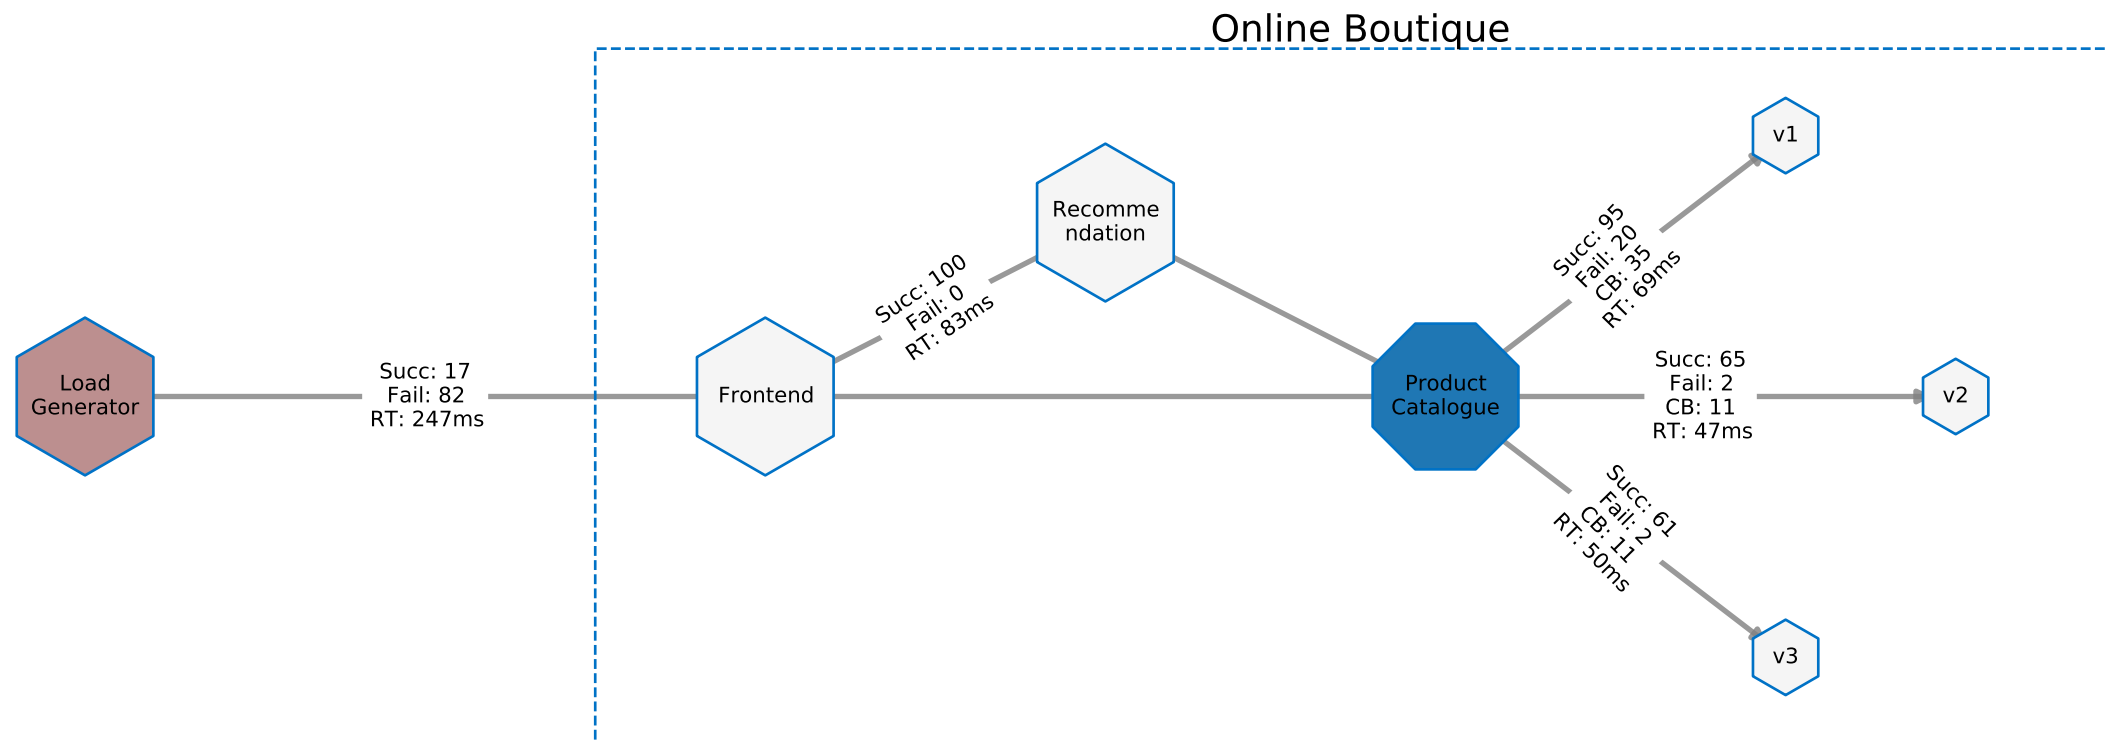 Online Boutique
Load
Generator
Succ: 17
Fail: 82
RT: 247ms
Frontend
Succ: 100
Fail: 0
RT: 83ms
Recomme
ndation
Product
Catalogue
Succ: 95
Fail: 20
CB: 35
RT: 69ms
v1
Succ: 65
Fail: 2
CB: 11
RT: 47ms
v2
Succ: 61
Fail: 2
CB: 11
RT: 50ms
v3